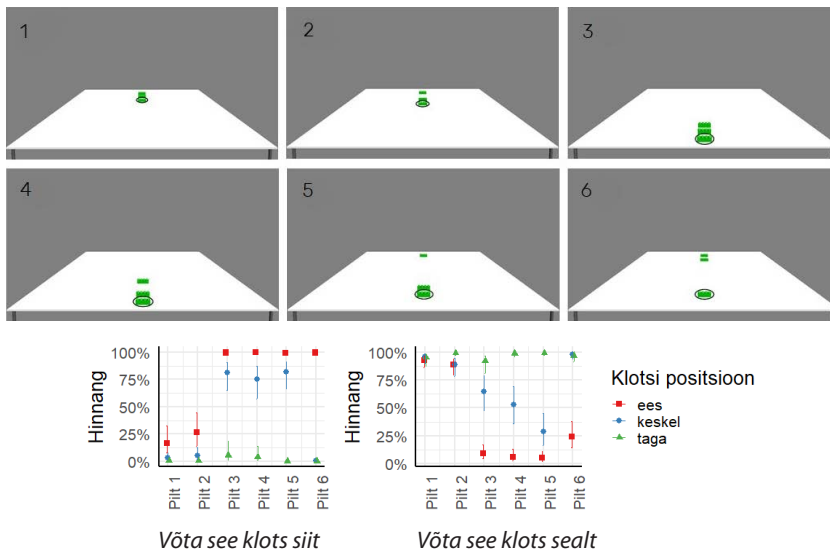 1
2
3
4
5
6
100%
75%
50%
25%
0%
Hinnang
Pilt 1
Pilt 2
Pilt 3
Pilt 4
Pilt 5
Pilt 6
Võta see klots siit
100%
75%
50%
25%
0%
Hinnang
Pilt 1
Pilt 2
Pilt 3
Pilt 4
Pilt 5
Pilt 6
Võta see klots sealt
Klotsi positsioon
ees
keskel
taga